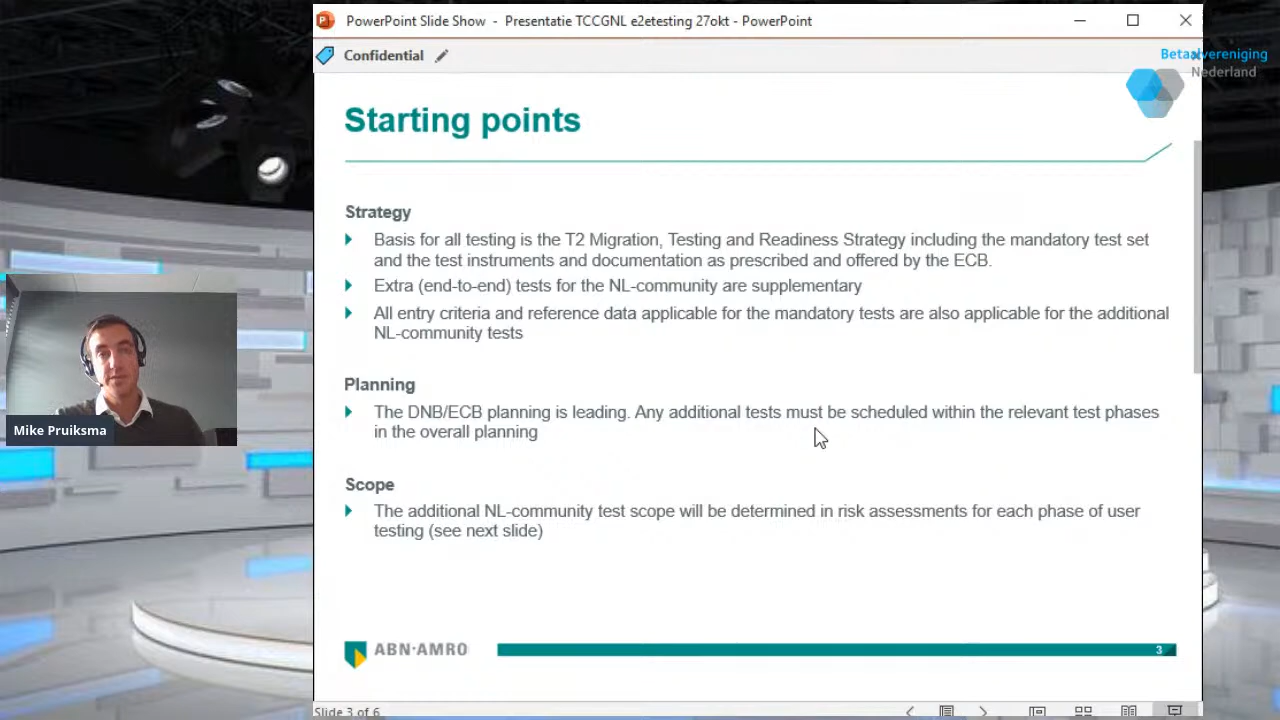 PowerPoint Slide Show - Presentatie TCCGNL e2etesting 27okt - PowerPoint
Confidential
Betaalvereniging
Nederland
Starting points
Strategy
Basis for all testing is the T2 Migration, Testing and Readiness Strategy including the mandatory test set
and the test instruments and documentation as prescribed and offered by the ECB.
Extra (end-to-end) tests for the NL-community are supplementary
All entry criteria and reference data applicable for the mandatory tests are also applicable for the additional
NL-community tests
Planning
The DNB/ECB planning is leading. Any additional tests must be scheduled within the relevant test phases
in the overall planning
Mike Pruiksma
Scope
The additional NL-community test scope will be determined in risk assessments for each phase of user
testing (see next slide)
ABN·AMRO
3
Slide 3 of 6